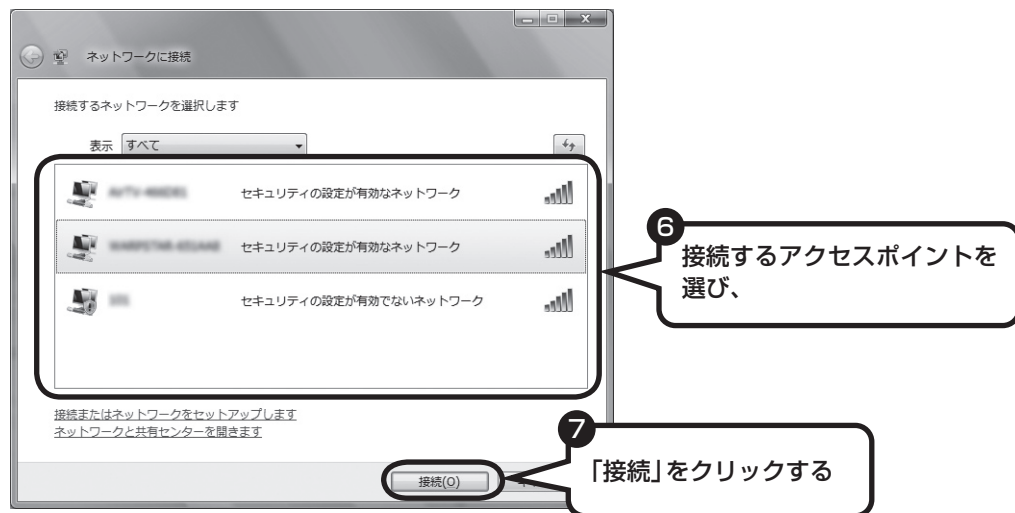 ネットワークに接続
接続するネットワークを選択します
表示 すべて
セキュリティの設定が有効なネットワーク
セキュリティの設定が有効なネットワーク
セキュリティの設定が有効でないネットワーク
接続またはネットワークをセットアップします
ネットワークと共有センターを開きます
接続(O)
6
接続するアクセスポイントを
選び、
7
「接続」をクリックする